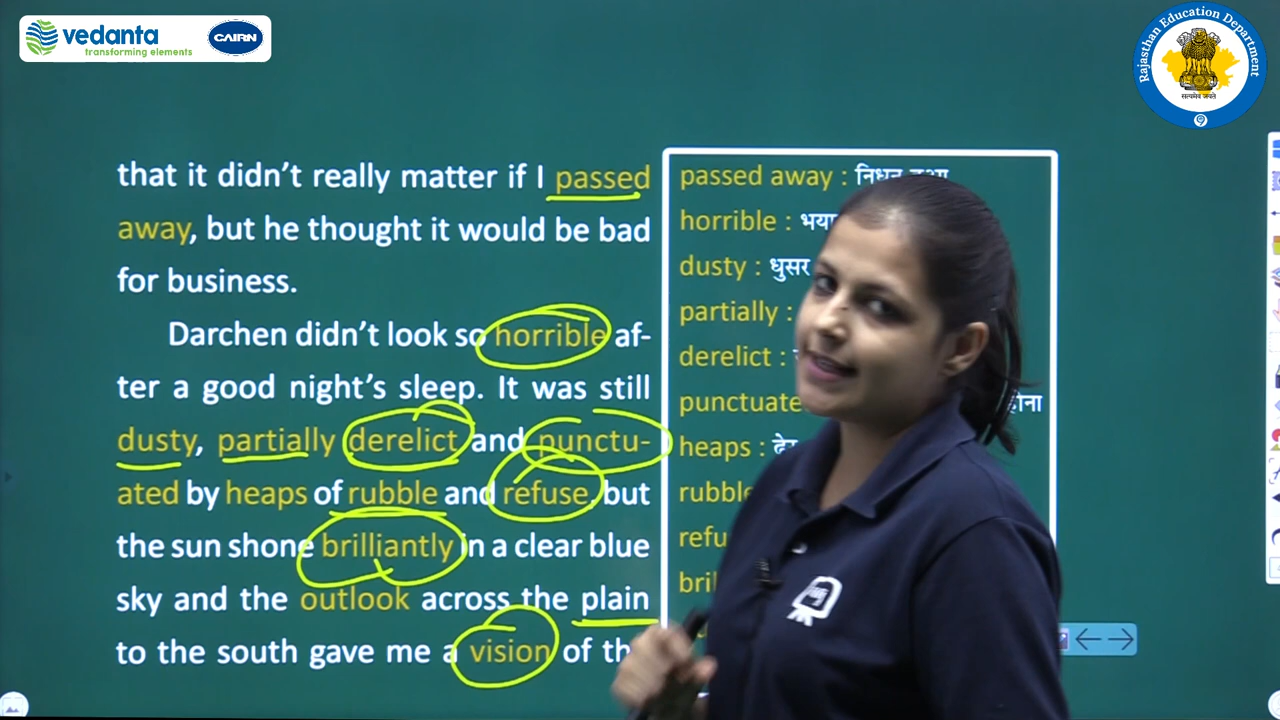 vedanta
transforming elements
CAIRN
Rajasthan Education Department
सत्यमेव जयते
that it didn’t really matter if I passed
away, but he thought it would be bad
for business.
Darchen didn’t look so horrible af-
ter a good night’s sleep. It was still
dusty, partially derelict and punctu-
ated by heaps of rubble and refuse, but
the sun shone brilliantly in a clear blue
sky and the outlook across the plain
to the south gave me a vision of
passed away :
horrible :
dusty : धुसर
partially :
derelict :
punctuate होना
heaps : ढेर
rubble